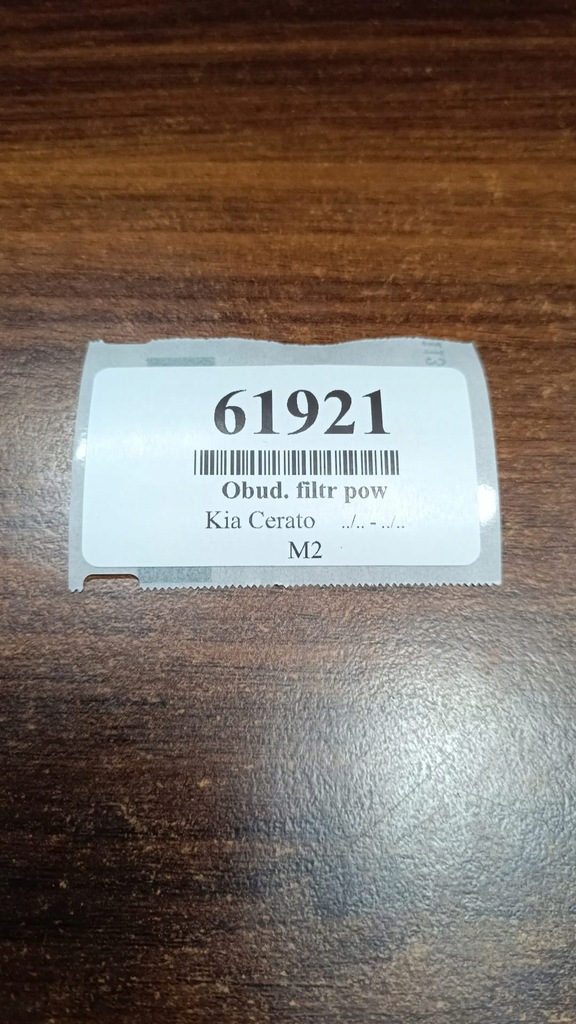 61921
Obud. filtr pow
Kia Cerato ../.. - ../..
M2